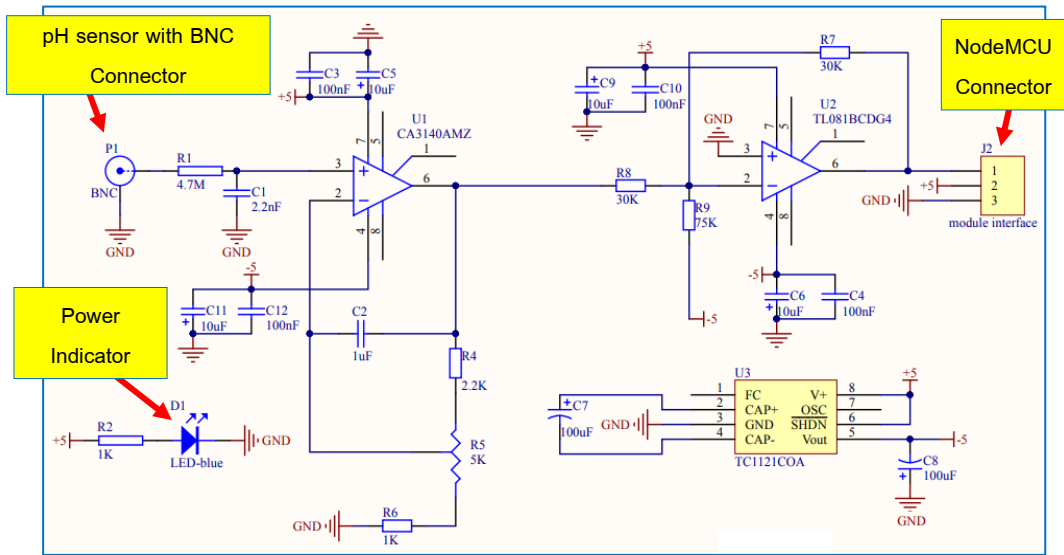 pH sensor with BNC
Connector
NodeMCU
Connector
Power
Indicator
P1
BNC
GND
R1
4.7M
C1
2.2nF
GND
C3
100nF
C5
10uF
+5
U1
CA3140AMZ
7
5
1
3
2
6
4
8
-5
C11
10uF
C12
100nF
C2
1uF
R4
2.2K
R5
5K
R6
1K
GND
+5
R2
1K
D1
LED-blue
GND
+5
C9
10uF
C10
100nF
GND
R7
30K
U2
TL081BCDG4
7
5
1
3
2
6
4
8
R8
30K
R9
75K
-5
-5
C6
10uF
C4
100nF
J2
1
2
3
+5
GND
module interface
U3
TC1121COA
1
2
3
4
FC
CAP+
GND
CAP-
V+
OSC
SHDN
Vout
8
7
6
5
C7
100uF
GND
+5
-5
C8
100uF
GND